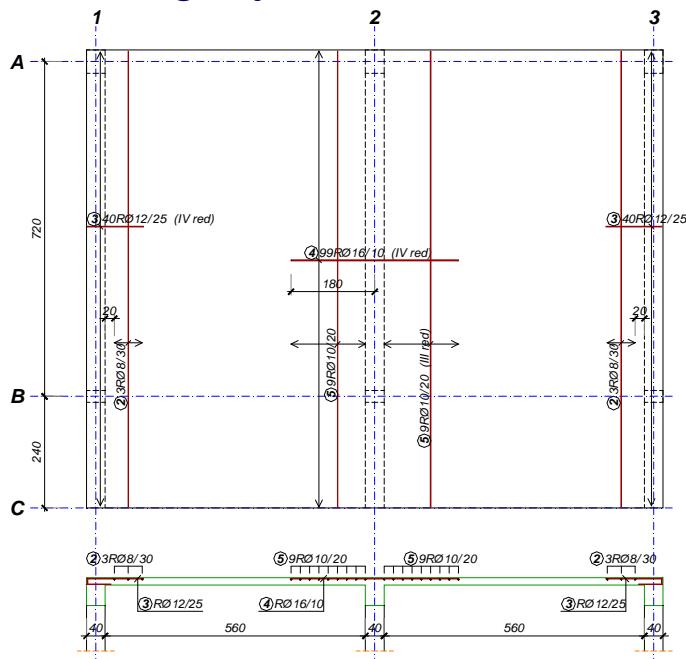 1 2 3
A
③40RØ12/25 (IV red)
③40RØ12/25
④99RØ16/10 (IV red)
720
180
20
20
②3RØ8/30
⑤9RØ10/20
⑤9RØ10/20 (III red)
②3RØ8/30
B
240
C
②3RØ8/30 ⑤9RØ10/20 ⑤9RØ10/20 ②3RØ8/30
③RØ12/25 ④RØ16/10 ③RØ12/25
40 560 40 560 40